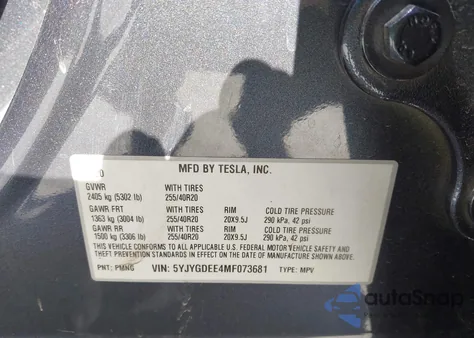 0 MFD BY TESLA, INC.
GVWR WITH TIRES
2405 kg (5302 lb) 255/40R20
GAWR FRT WITH TIRES RIM COLD TIRE PRESSURE
1363 kg (3004 lb) 255/40R20 20X9.5J 290 kPa, 42 psi
GAWR RR WITH TIRES RIM COLD TIRE PRESSURE
1500 kg (3306 lb) 255/40R20 20X9.5J 290 kPa, 42 psi
THIS VEHICLE CONFORMS TO ALL APPLICABLE U.S. FEDERAL MOTOR VEHICLE SAFETY AND
THEFT PREVENTION STANDARDS IN EFFECT ON THE DATE OF MANUFACTURE SHOWN ABOVE.
PNT: PMNG VIN: 5YJYGDEE4MF073681 TYPE: MPV
autoSnap